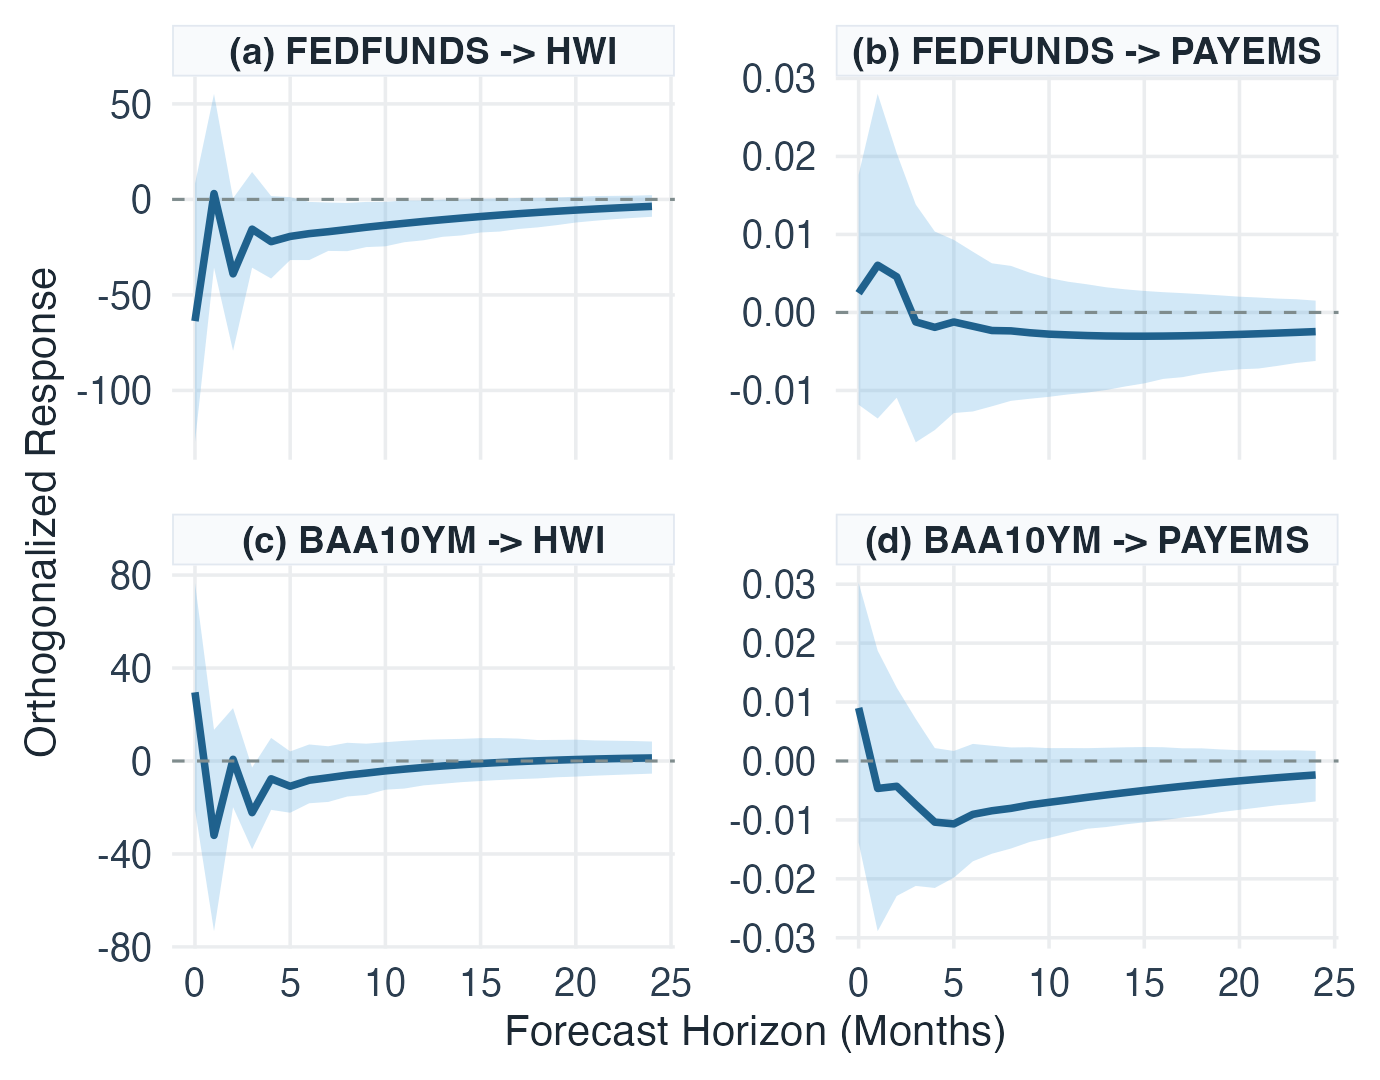 (a) FEDFUNDS -> HWI
(b) FEDFUNDS -> PAYEMS
50
0
-50
-100
0.03
0.02
0.01
0.00
-0.01
Orthogonalized Response
(c) BAA10YM -> HWI
(d) BAA10YM -> PAYEMS
80
40
0
-40
-80
0.03
0.02
0.01
0.00
-0.01
-0.02
-0.03
0 5 10 15 20 25
0 5 10 15 20 25
Forecast Horizon (Months)